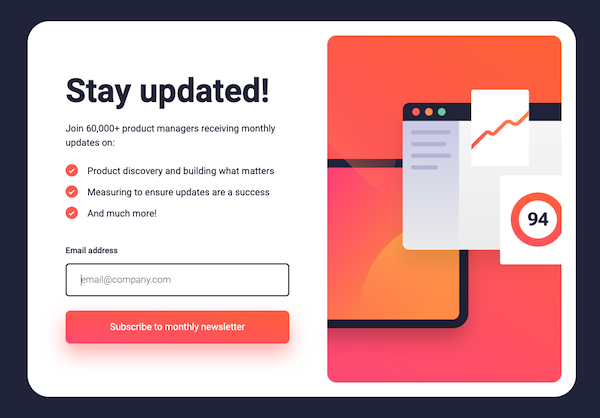 Stay updated!
Join 60,000+ product managers receiving monthly
updates on:
Product discovery and building what matters
Measuring to ensure updates are a success
And much more!
Email address
email@company.com
Subscribe to monthly newsletter
94